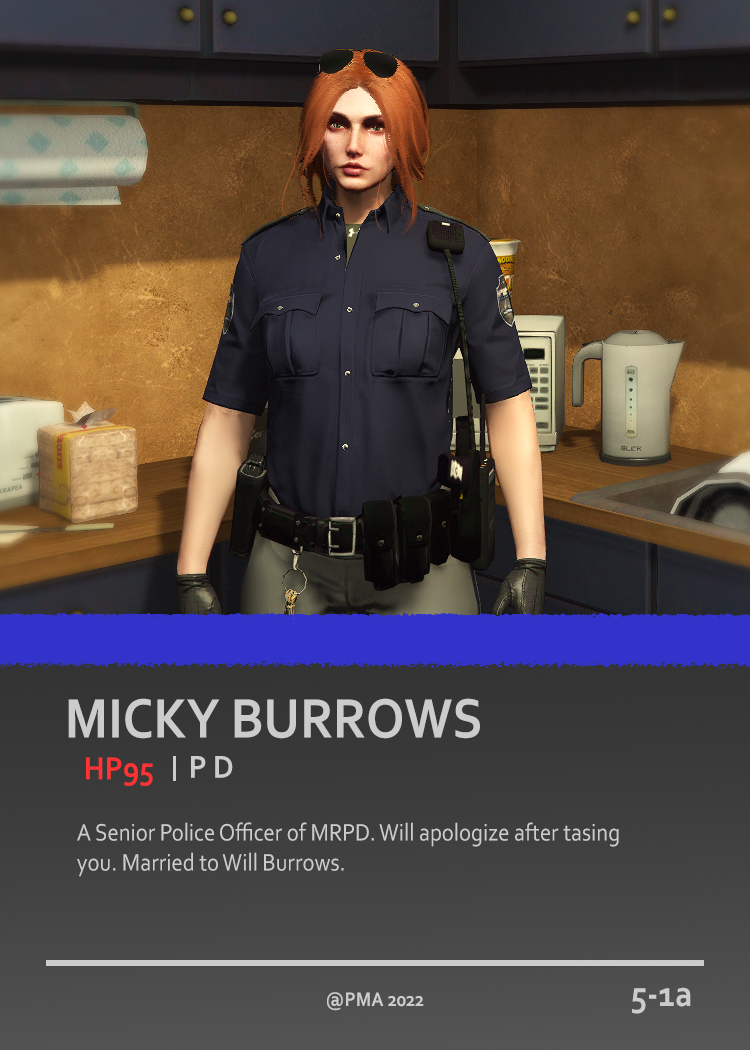 MICKY BURROWS
HP95 | P D
A Senior Police Officer of MRPD. Will apologize after tasing
you. Married to Will Burrows.
@PMA 2022
5-1a